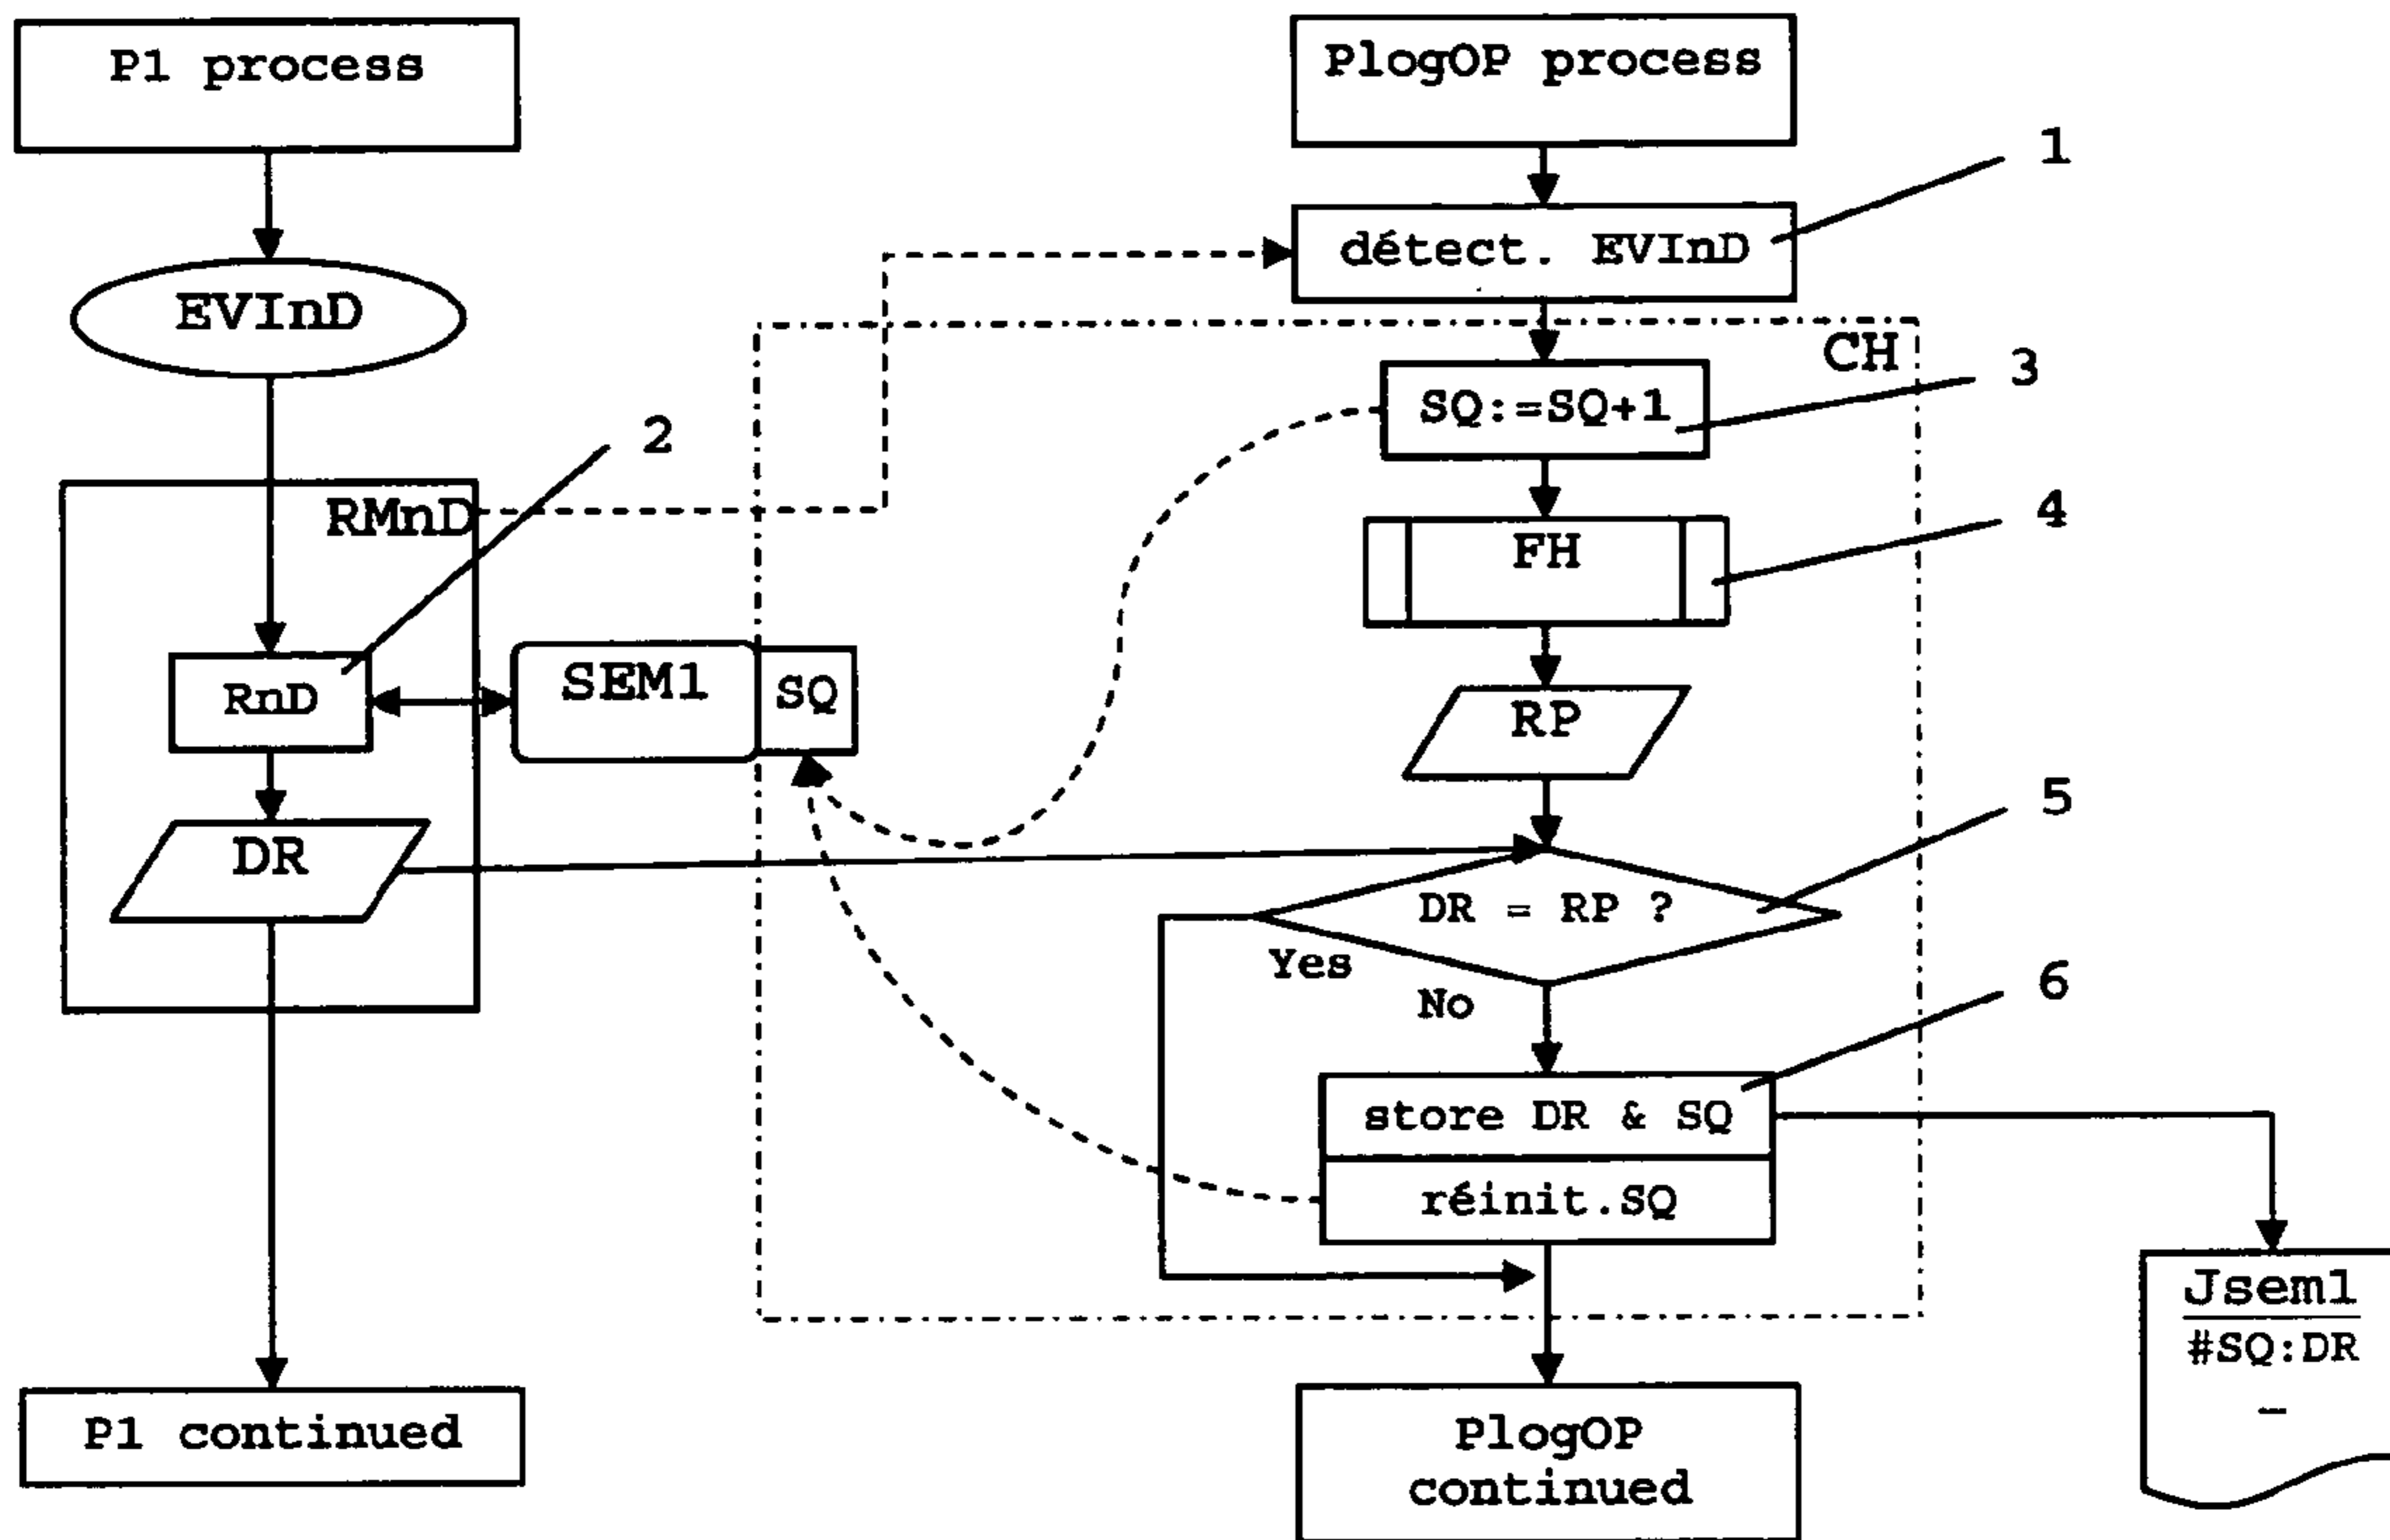 P1 process
PlogOP process
1
détect. EVInD
EVInD
CH
3
SQ:=SQ+1
2
RMnD
4
FH
SEM1
SQ
RnD
RP
5
DR
DR = RP ?
Yes
No
6
store DR & SQ
réinit.SQ
Jsem1
#SQ:DR
–
P1 continued
PlogOP
continued